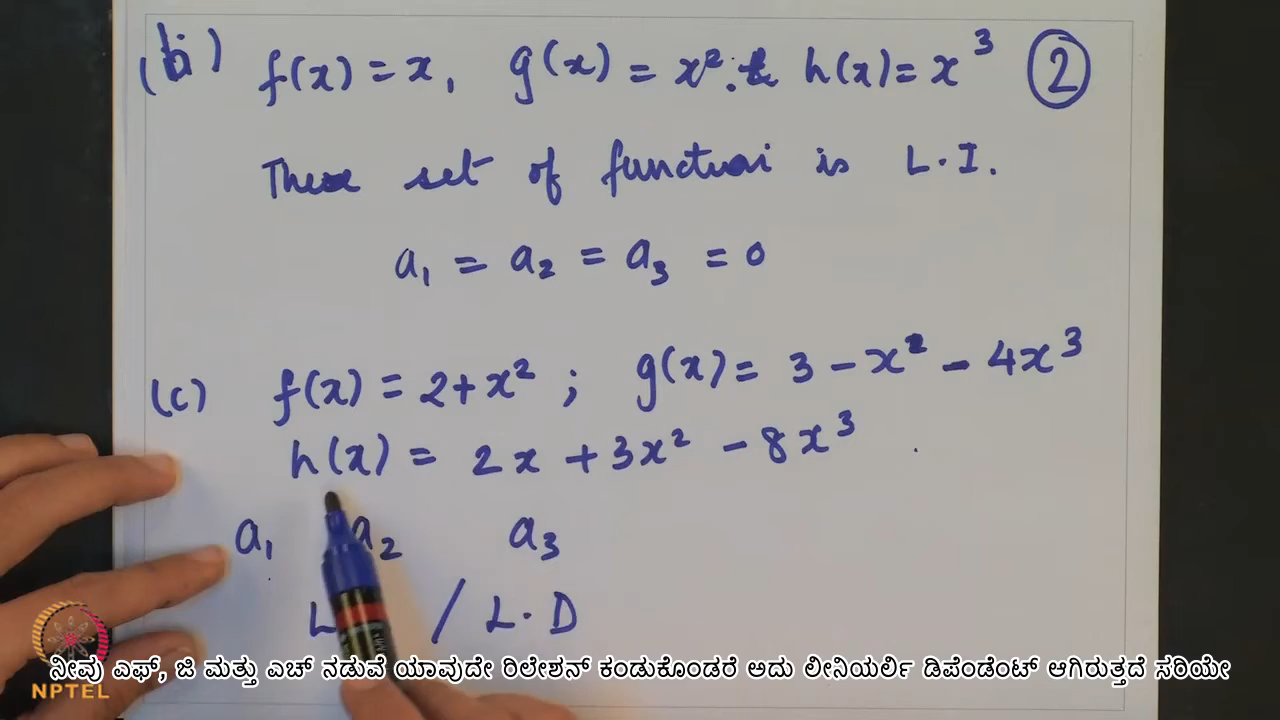 (b) f(x) = x, g(x) = x². & h(x) = x³ ②
These set of function is L.I.
a₁ = a₂ = a₃ = 0
(c) f(x) = 2+x² ; g(x) = 3 - x² - 4x³
h(x) = 2x + 3x² - 8x³
a₁ a₂ a₃
L / L.D
ನೀವು ಎಫ್, ಜಿ ಮತ್ತು ಎಚ್ ನಡುವೆ ಯಾವುದೇ ರಿಲೇಶನ್ ಕಂಡುಕೊಂಡರೆ ಅದು ಲೀನಿಯರ್ಲಿ ಡಿಪೆಂಡೆಂಟ್ ಆಗಿರುತ್ತದೆ ಸರಿಯೇ
NPTEL